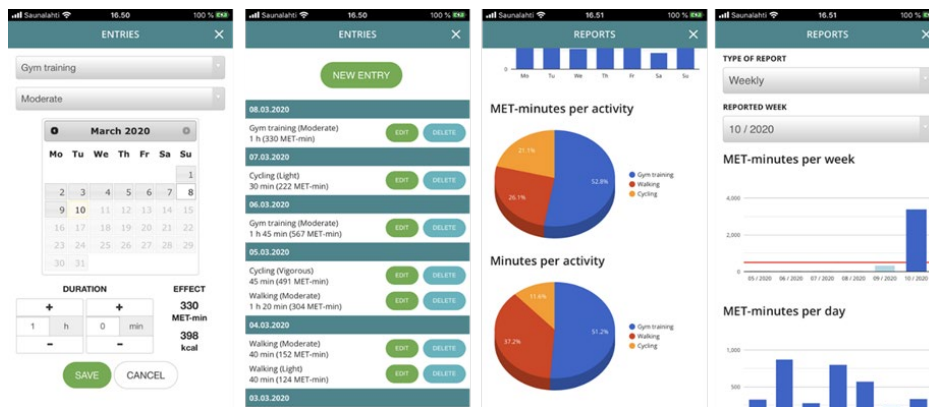 Saunalahti 16.50 100 %
ENTRIES ×
Gym training
Moderate
March 2020
Mo Tu We Th Fr Sa Su
1
2 3 4 5 6 7 8
9 10 11 12 13 14 15
16 17 18 19 20 21 22
23 24 25 26 27 28 29
30 31
DURATION EFFECT
+ + 330
MET-min
1 h 0 min
398
- - kcal
SAVE CANCEL
Saunalahti 16.50 100 %
ENTRIES ×
NEW ENTRY
08.03.2020
Gym training (Moderate)
1 h (330 MET-min) EDIT DELETE
07.03.2020
Cycling (Light)
30 min (222 MET-min) EDIT DELETE
06.03.2020
Gym training (Moderate)
1 h 45 min (567 MET-min) EDIT DELETE
05.03.2020
Cycling (Vigorous)
45 min (491 MET-min) EDIT DELETE
Walking (Moderate)
1 h 20 min (304 MET-min) EDIT DELETE
04.03.2020
Walking (Moderate)
40 min (152 MET-min) EDIT DELETE
Walking (Light)
40 min (124 MET-min) EDIT DELETE
03.03.2020
Saunalahti 16.51 100 %
REPORTS ×
0
Mo Tu We Th Fr Sa Su
MET-minutes per activity
21.1%
52.8%
26.1%
Gym training
Walking
Cycling
Minutes per activity
11.6%
51.2%
37.2%
Gym training
Walking
Cycling
Saunalahti 16.51 100 %
REPORTS
TYPE OF REPORT
Weekly
REPORTED WEEK
10 / 2020
MET-minutes per week
4,000
2,000
0
05 / 2020 06 / 2020 07 / 2020 08 / 2020 09 / 2020 10 / 2020
MET-minutes per day
1,000
500